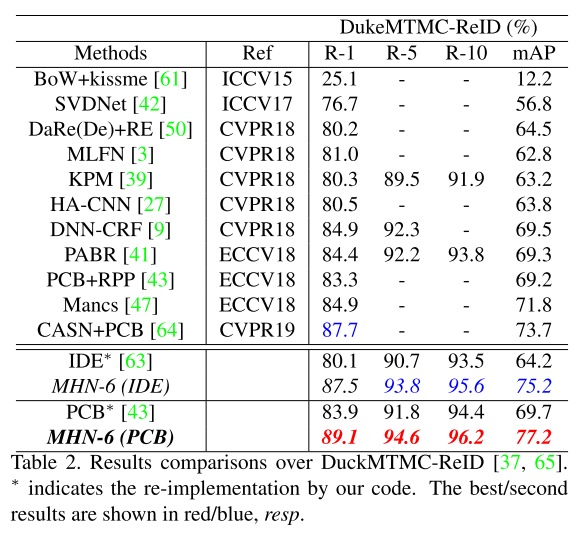 DukeMTMC-ReID (%)
Methods Ref R-1 R-5 R-10 mAP
BoW+kissme [61] ICCV15 25.1 - - 12.2
SVDNet [42] ICCV17 76.7 - - 56.8
DaRe(De)+RE [50] CVPR18 80.2 - - 64.5
MLFN [3] CVPR18 81.0 - - 62.8
KPM [39] CVPR18 80.3 89.5 91.9 63.2
HA-CNN [27] CVPR18 80.5 - - 63.8
DNN-CRF [9] CVPR18 84.9 92.3 - 69.5
PABR [41] ECCV18 84.4 92.2 93.8 69.3
PCB+RPP [43] ECCV18 83.3 - - 69.2
Mancs [47] ECCV18 84.9 - - 71.8
CASN+PCB [64] CVPR19 87.7 - - 73.7
IDE* [63] 80.1 90.7 93.5 64.2
MHN-6 (IDE) 87.5 93.8 95.6 75.2
PCB* [43] 83.9 91.8 94.4 69.7
MHN-6 (PCB) 89.1 94.6 96.2 77.2
Table 2. Results comparisons over DuckMTMC-ReID [37, 65].
* indicates the re-implementation by our code. The best/second
results are shown in red/blue, resp.